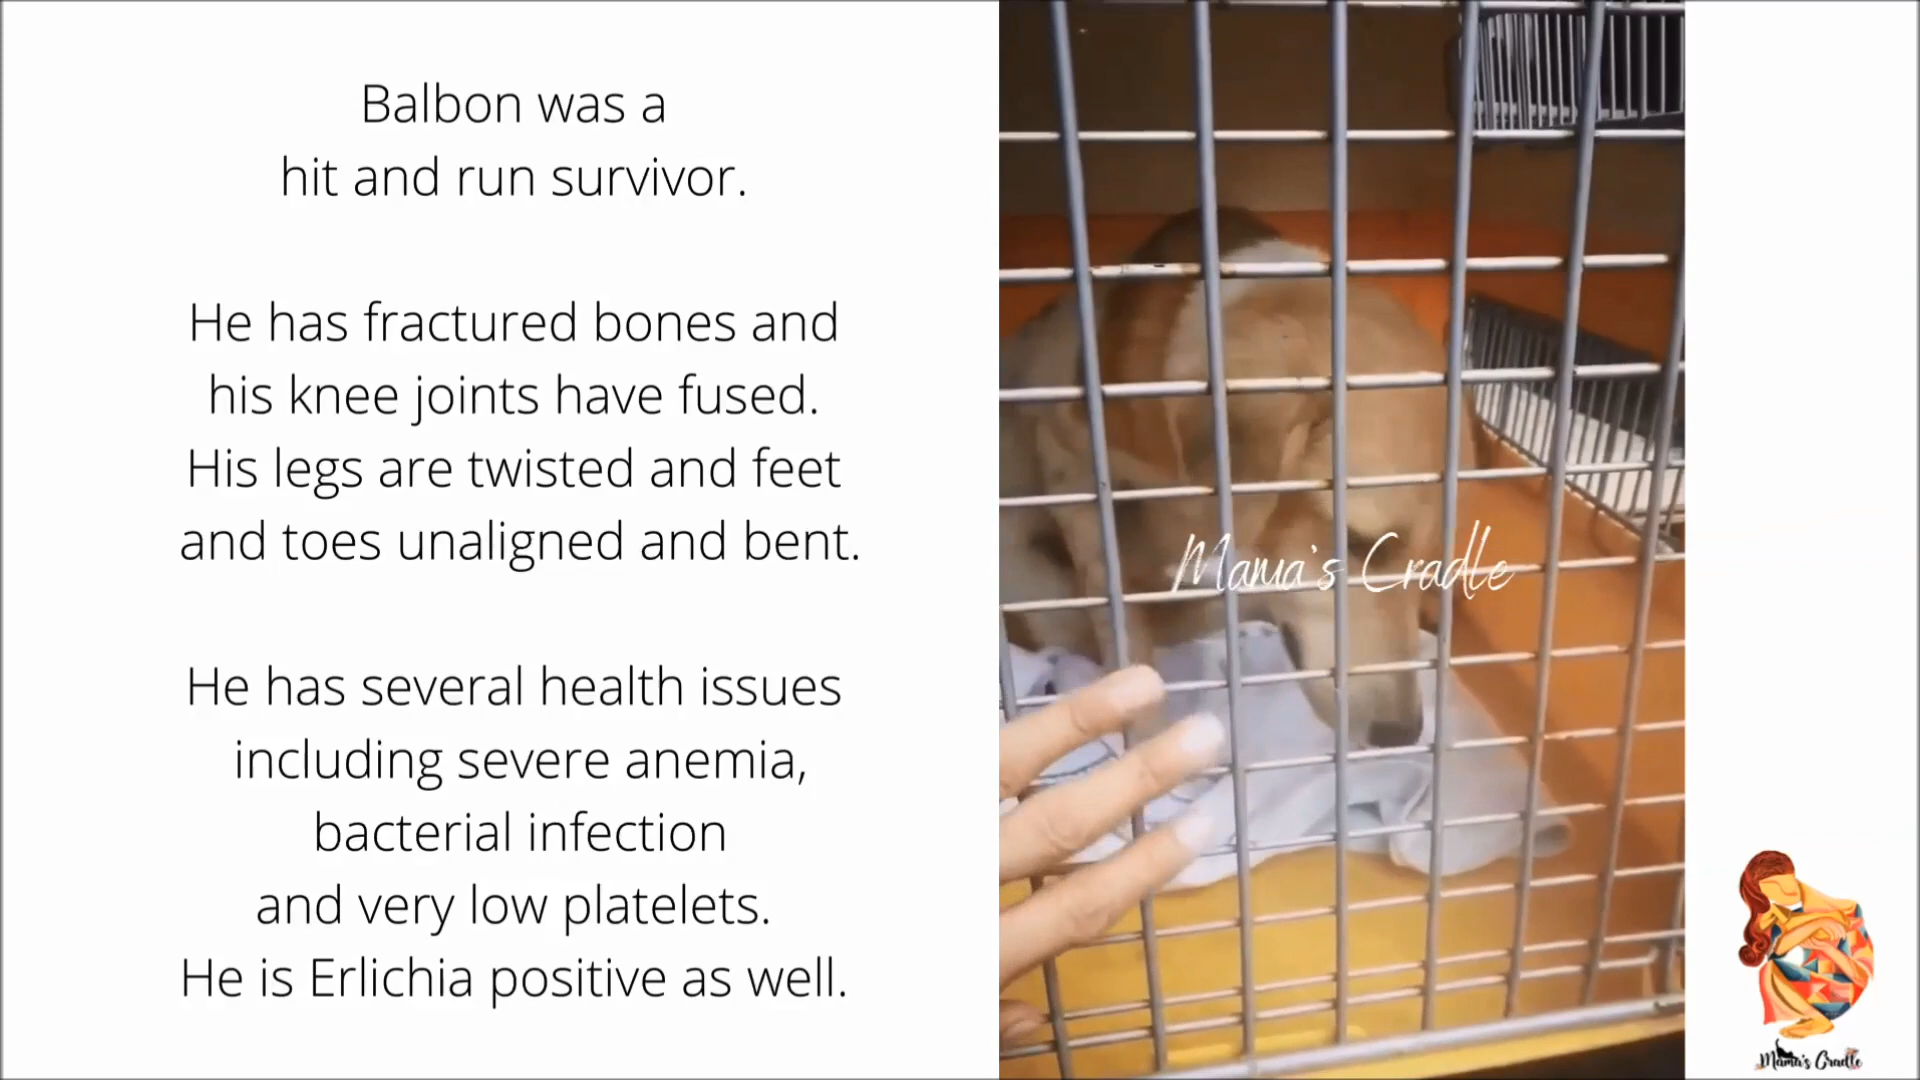 Balbon was a
hit and run survivor.
He has fractured bones and
his knee joints have fused.
His legs are twisted and feet
and toes unaligned and bent.
He has several health issues
including severe anemia,
bacterial infection
and very low platelets.
He is Erlichia positive as well.
Mama's Cradle
Mama's Cradle